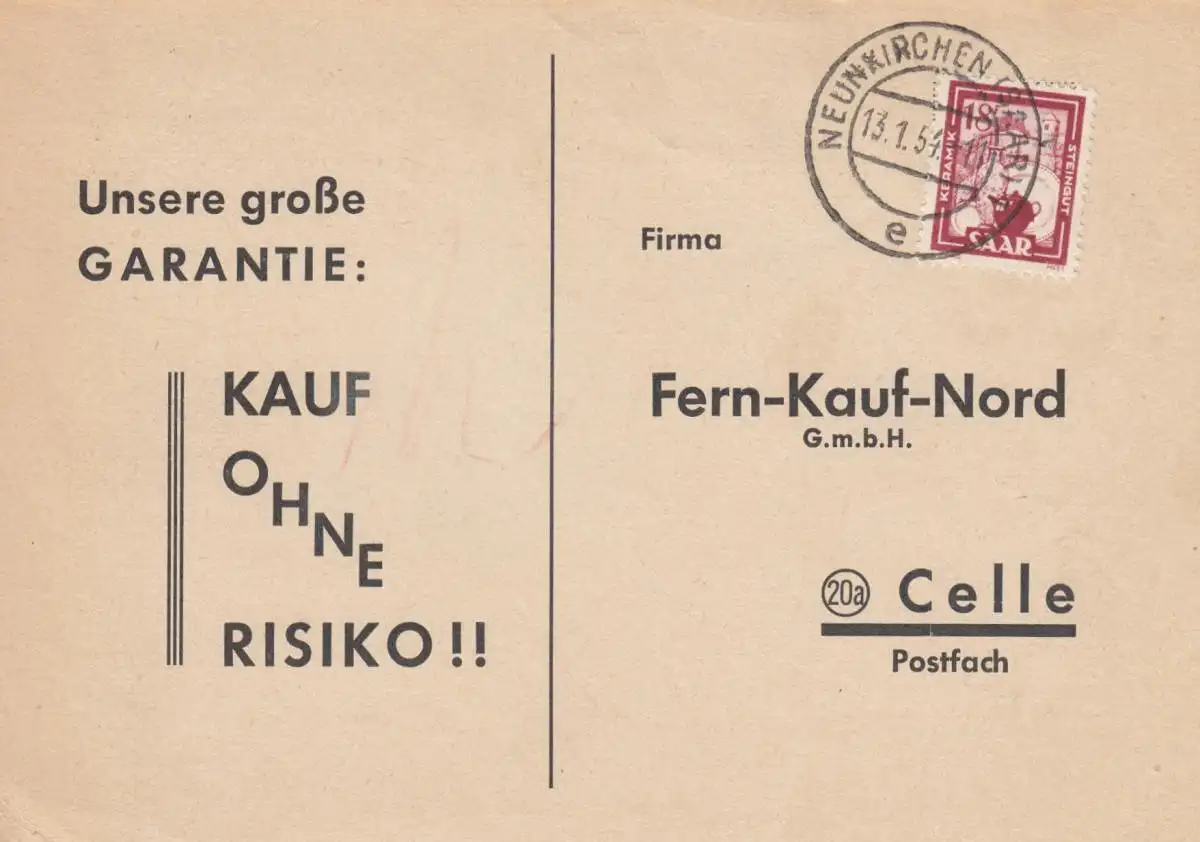 Unsere große
GARANTIE:
KAUF
OHNE
RISIKO!!
NEUNKIRCHEN (SAAR)
13.1.51
e
18
KERAMIK
STEINGUT
SAAR
Firma
Fern-Kauf-Nord
G.m.b.H.
20a Celle
Postfach